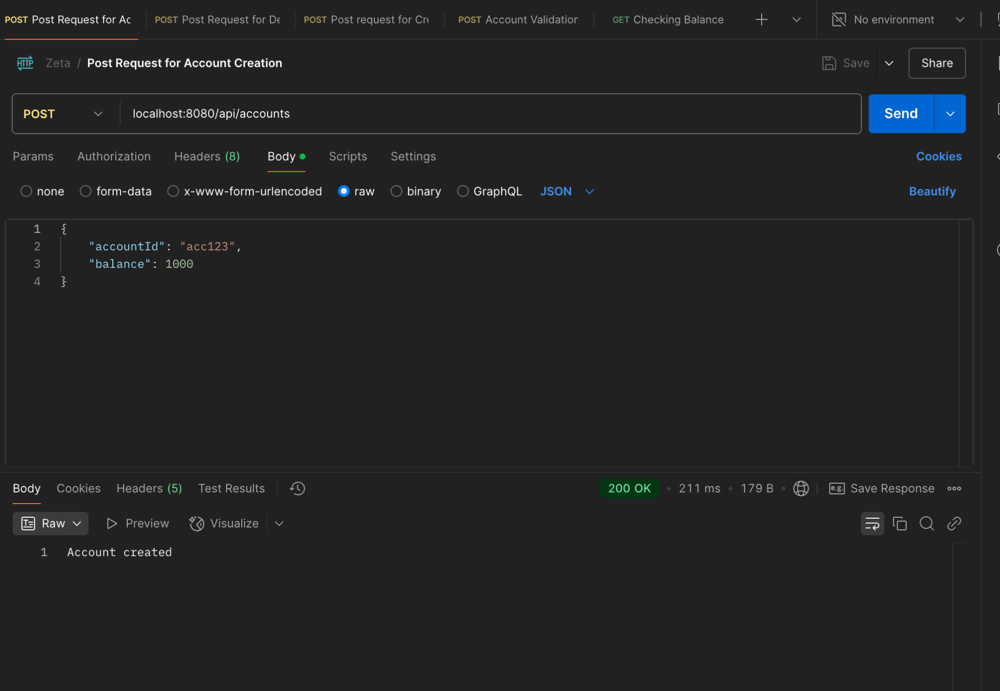 POST Post Request for Ac
POST Post Request for De
POST Post request for Cre
POST Account Validation
GET Checking Balance
No environment
HTTP Zeta / Post Request for Account Creation
Save
Share
POST
localhost:8080/api/accounts
Send
Params
Authorization
Headers (8)
Body
Scripts
Settings
Cookies
none
form-data
x-www-form-urlencoded
raw
binary
GraphQL
JSON
Beautify
1 {
2 "accountId": "acc123",
3 "balance": 1000
4 }
Body
Cookies
Headers (5)
Test Results
200 OK • 211 ms • 179 B •
e.g. Save Response
Raw
Preview
Visualize
1 Account created